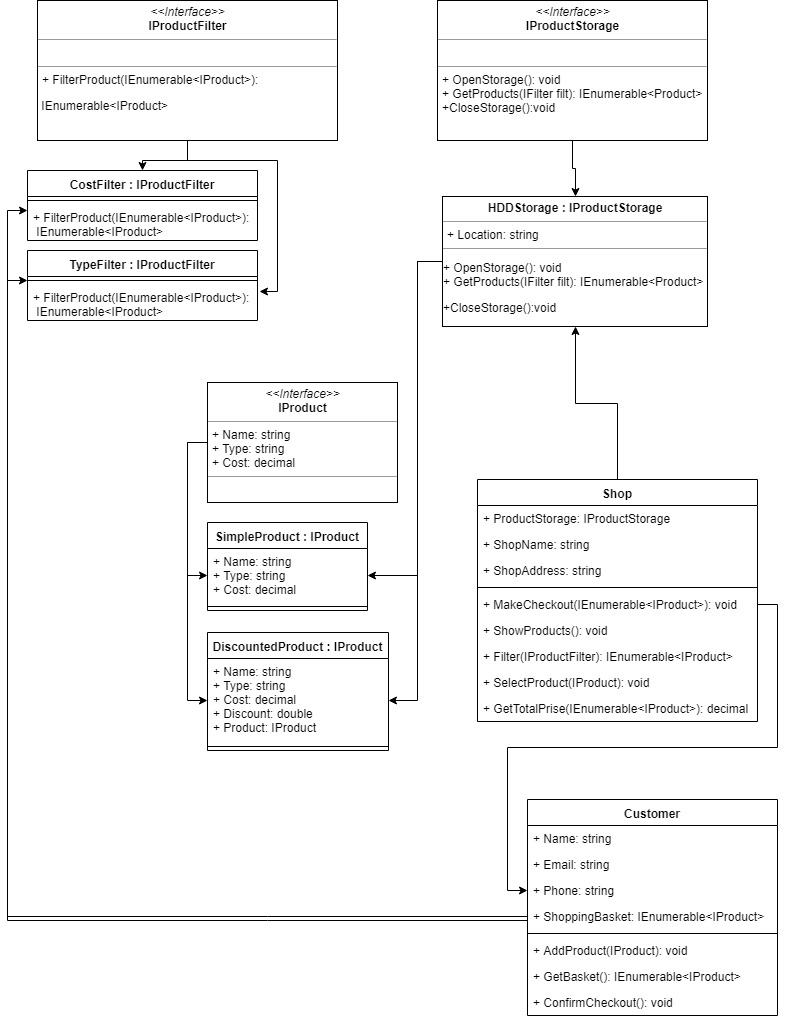 <<Interface>>
IProductFilter
+ FilterProduct(IEnumerable<IProduct>):
IEnumerable<IProduct>
<<Interface>>
IProductStorage
+ OpenStorage(): void
+ GetProducts(IFilter filt): IEnumerable<Product>
+CloseStorage():void
CostFilter : IProductFilter
+ FilterProduct(IEnumerable<IProduct>):
IEnumerable<IProduct>
TypeFilter : IProductFilter
+ FilterProduct(IEnumerable<IProduct>):
IEnumerable<IProduct>
HDDStorage : IProductStorage
+ Location: string
+ OpenStorage(): void
+ GetProducts(IFilter filt): IEnumerable<Product>
+CloseStorage():void
<<Interface>>
IProduct
+ Name: string
+ Type: string
+ Cost: decimal
SimpleProduct : IProduct
+ Name: string
+ Type: string
+ Cost: decimal
DiscountedProduct : IProduct
+ Name: string
+ Type: string
+ Cost: decimal
+ Discount: double
+ Product: IProduct
Shop
+ ProductStorage: IProductStorage
+ ShopName: string
+ ShopAddress: string
+ MakeCheckout(IEnumerable<IProduct>): void
+ ShowProducts(): void
+ Filter(IProductFilter): IEnumerable<IProduct>
+ SelectProduct(IProduct): void
+ GetTotalPrise(IEnumerable<IProduct>): decimal
Customer
+ Name: string
+ Email: string
+ Phone: string
+ ShoppingBasket: IEnumerable<IProduct>
+ AddProduct(IProduct): void
+ GetBasket(): IEnumerable<IProduct>
+ ConfirmCheckout(): void